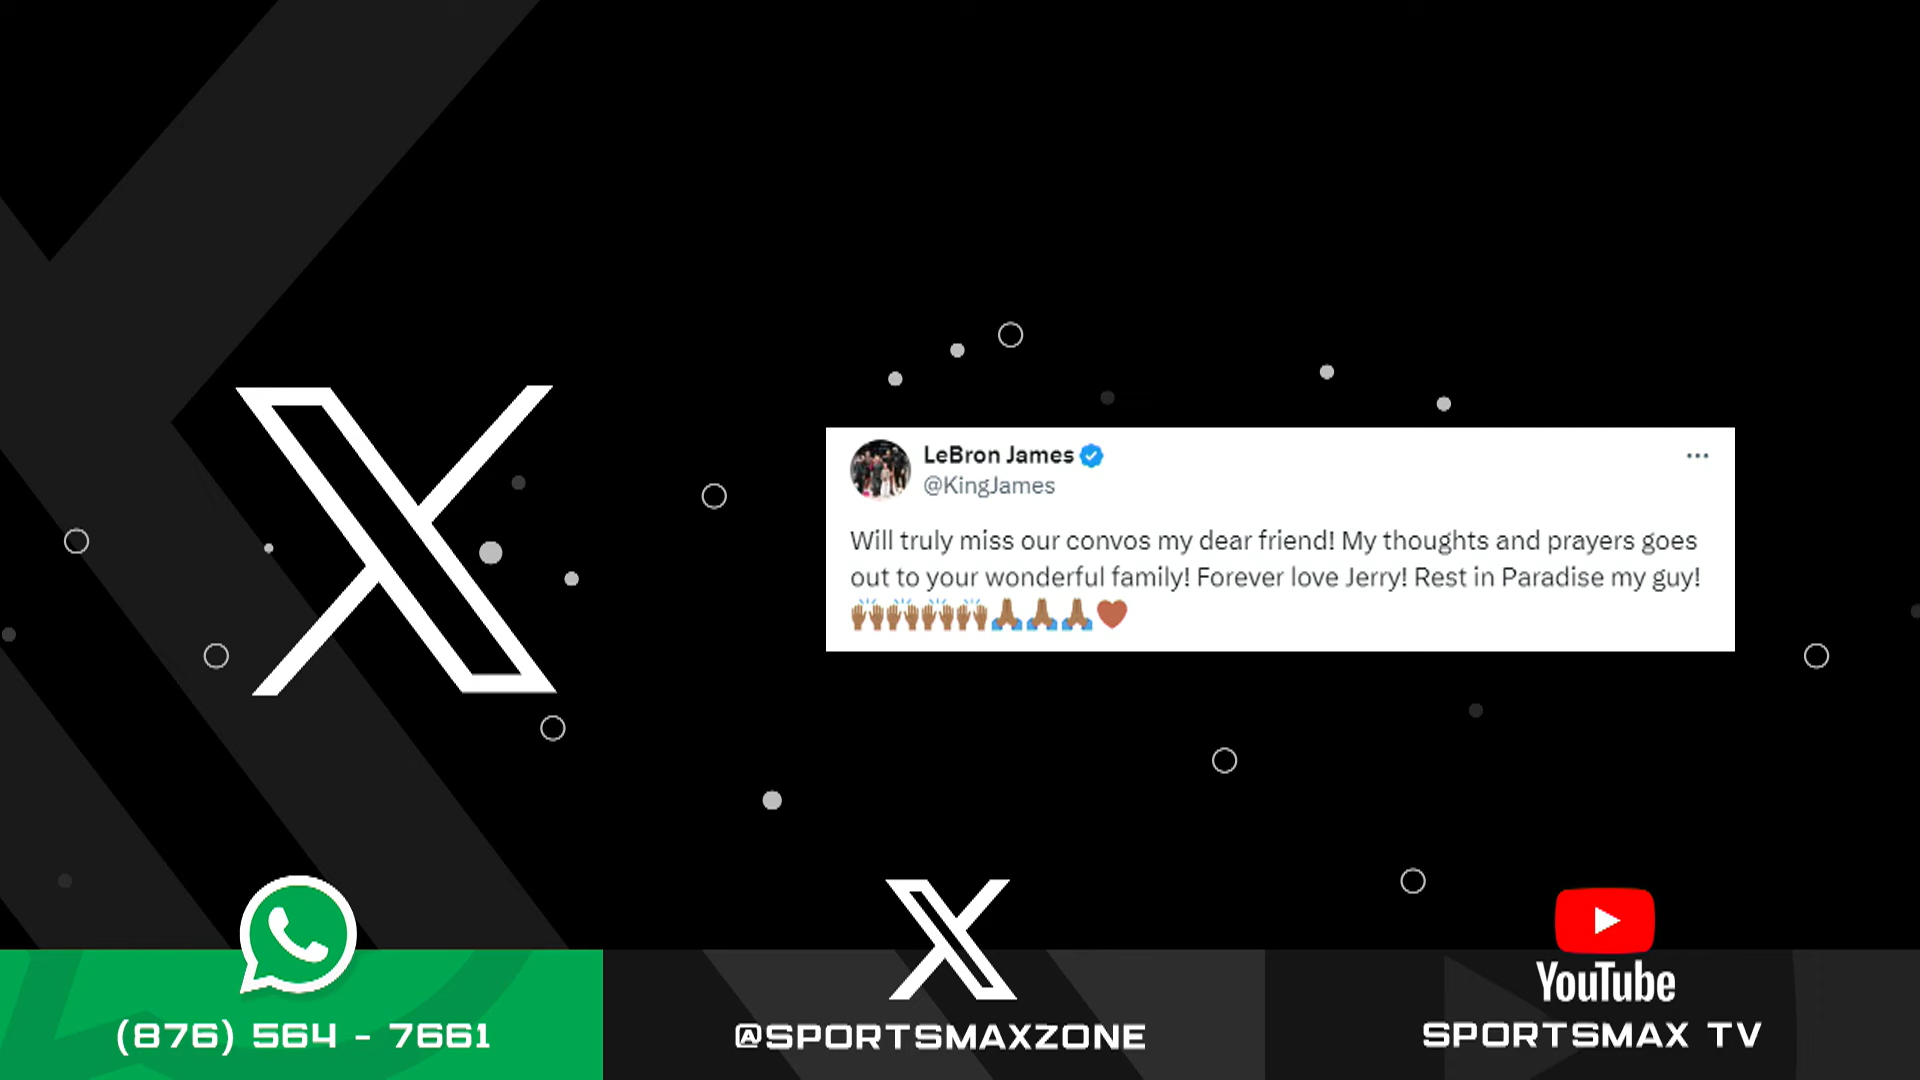 LeBron James
@KingJames
Will truly miss our convos my dear friend! My thoughts and prayers goes
out to your wonderful family! Forever love Jerry! Rest in Paradise my guy!
🙌🏾🙌🏾🙌🏾🙌🏾🙏🏾🙏🏾🙏🏾🤎
YouTube
(876) 564 - 7661
@SPORTSMAXZONE
SPORTSMAX TV